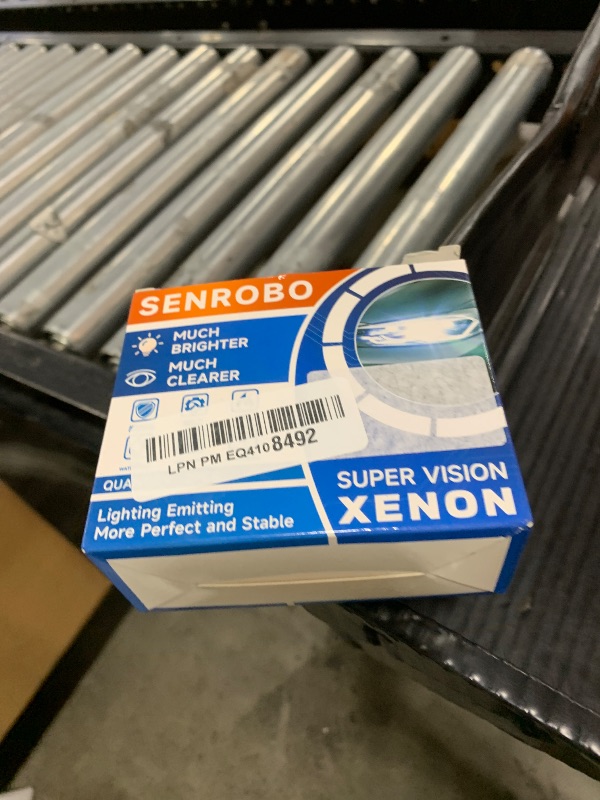 SENROBO
MUCH
BRIGHTER
MUCH
CLEARER
LPN PM EQ4108492
QUA
Lighting Emitting
More Perfect and Stable
SUPER VISION
XENON